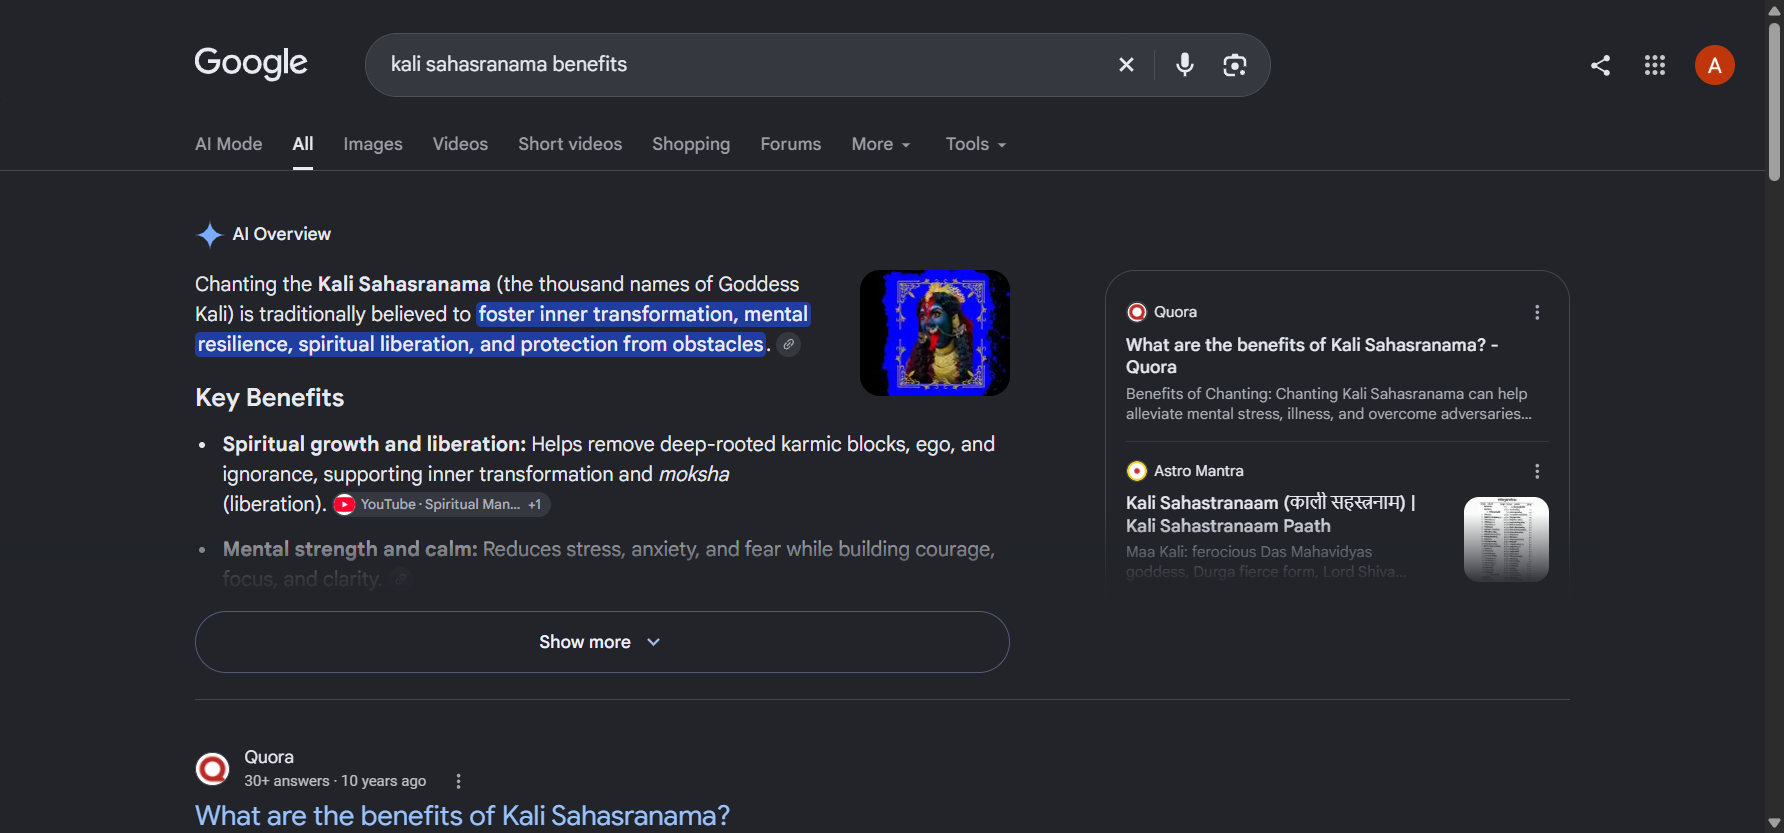 Google
kali sahasranama benefits
A
AI Mode
All
Images
Videos
Short videos
Shopping
Forums
More
Tools
AI Overview
Chanting the Kali Sahasranama (the thousand names of Goddess
Kali) is traditionally believed to foster inner transformation, mental
resilience, spiritual liberation, and protection from obstacles.
Key Benefits
• Spiritual growth and liberation: Helps remove deep-rooted karmic blocks, ego, and
ignorance, supporting inner transformation and moksha
(liberation). YouTube · Spiritual Man... +1
• Mental strength and calm: Reduces stress, anxiety, and fear while building courage,
focus, and clarity.
Show more
Quora
What are the benefits of Kali Sahasranama? -
Quora
Benefits of Chanting: Chanting Kali Sahasranama can help
alleviate mental stress, illness, and overcome adversaries...
Astro Mantra
Kali Sahastranaam (काली सहस्त्रनाम) |
Kali Sahastranaam Paath
Maa Kali: ferocious Das Mahavidyas
goddess, Durga fierce form, Lord Shiva...
Quora
30+ answers · 10 years ago
What are the benefits of Kali Sahasranama?